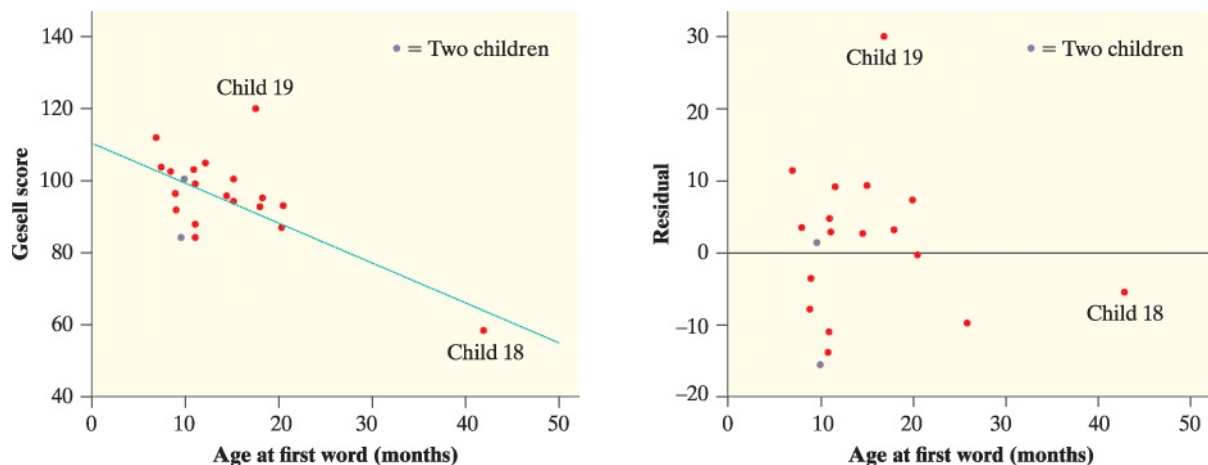 140
120
100
80
60
40
Gesell score
= Two children
Child 19
Child 18
0 10 20 30 40 50
Age at first word (months)
30
20
10
0
–10
–20
Residual
= Two children
Child 19
Child 18
0 10 20 30 40 50
Age at first word (months)